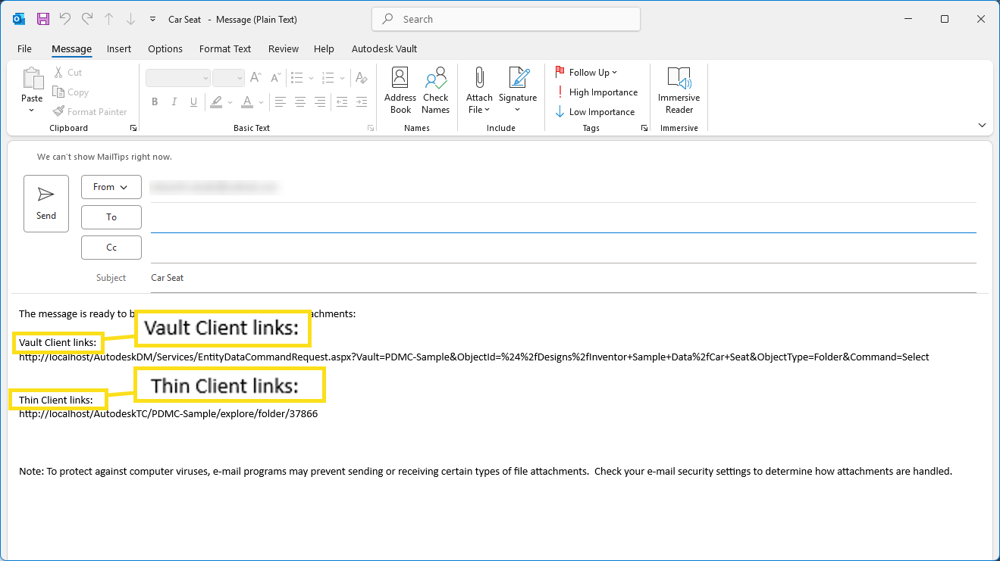 Car Seat - Message (Plain Text)
Search
File Message Insert Options Format Text Review Help Autodesk Vault
Paste
Cut
Copy
Format Painter
Clipboard
B I U A
Basic Text
Address Book
Check Names
Names
Attach File
Signature
Include
Follow Up
High Importance
Low Importance
Tags
Immersive Reader
Immersive
We can't show MailTips right now.
Send
From
To
Cc
Subject Car Seat
The message is ready to b achments:
Vault Client links:
Vault Client links:
http://localhost/AutodeskDM/Services/EntityDataCommandRequest.aspx?Vault=PDMC-Sample&ObjectId=%24%2fDesigns%2fInventor+Sample+Data%2fCar+Seat&ObjectType=Folder&Command=Select
Thin Client links:
Thin Client links:
http://localhost/AutodeskTC/PDMC-Sample/explore/folder/37866
Note: To protect against computer viruses, e-mail programs may prevent sending or receiving certain types of file attachments.  Check your e-mail security settings to determine how attachments are handled.